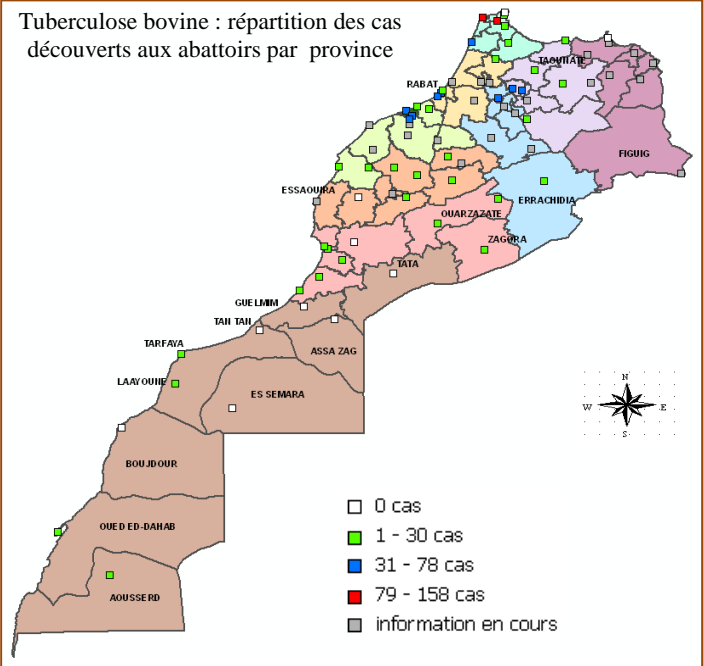 Tuberculose bovine : répartition des cas
découverts aux abattoirs par province
TAOUNATE
RABAT
FIGUIG
ESSAOUIRA
ERRACHIDIA
OUARZAZATE
ZAGORA
TATA
GUELMIM
TAN TAN
TARFAYA
ASSA ZAG
LAAYOUNE
ES SEMARA
N
W E
S
BOUJDOUR
OUED ED-DAHAB
AOUSSERD
0 cas
1 - 30 cas
31 - 78 cas
79 - 158 cas
information en cours